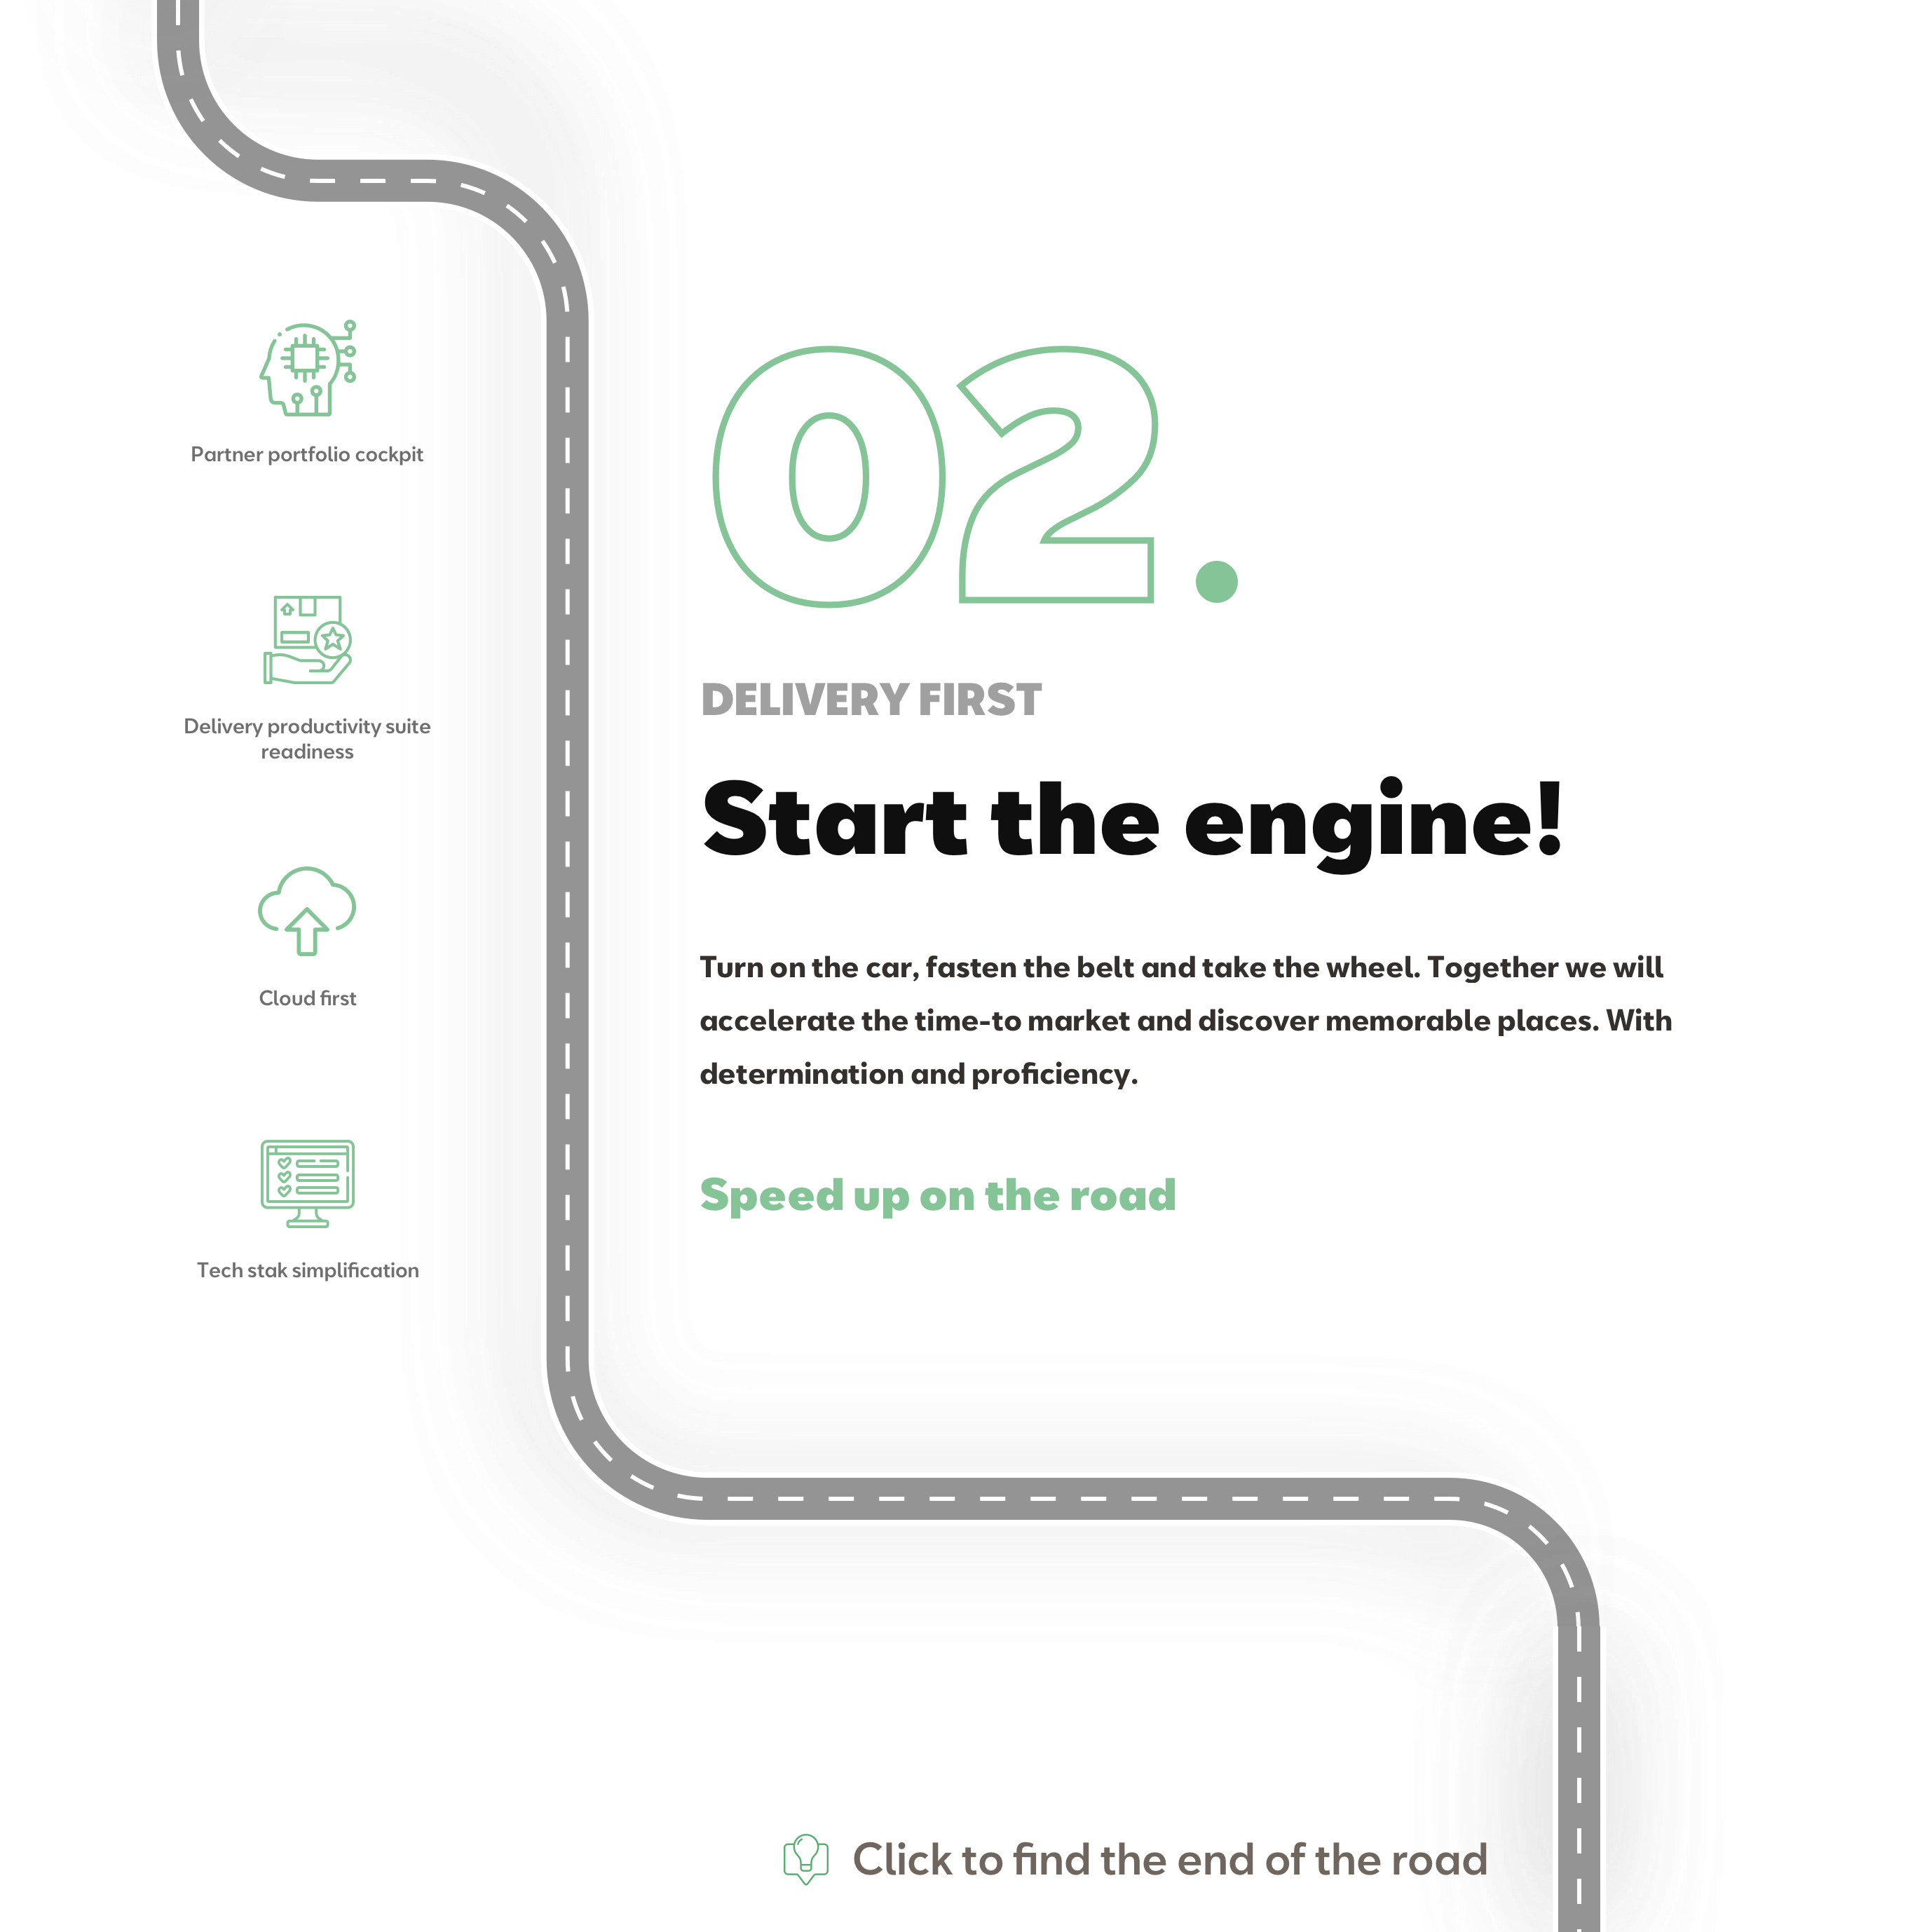 Partner portfolio cockpit
Delivery productivity suite
readiness
Cloud first
Tech stak simplification
02.
DELIVERY FIRST
Start the engine!
Turn on the car, fasten the belt and take the wheel. Together we will
accelerate the time-to market and discover memorable places. With
determination and proficiency.
Speed up on the road
Click to find the end of the road